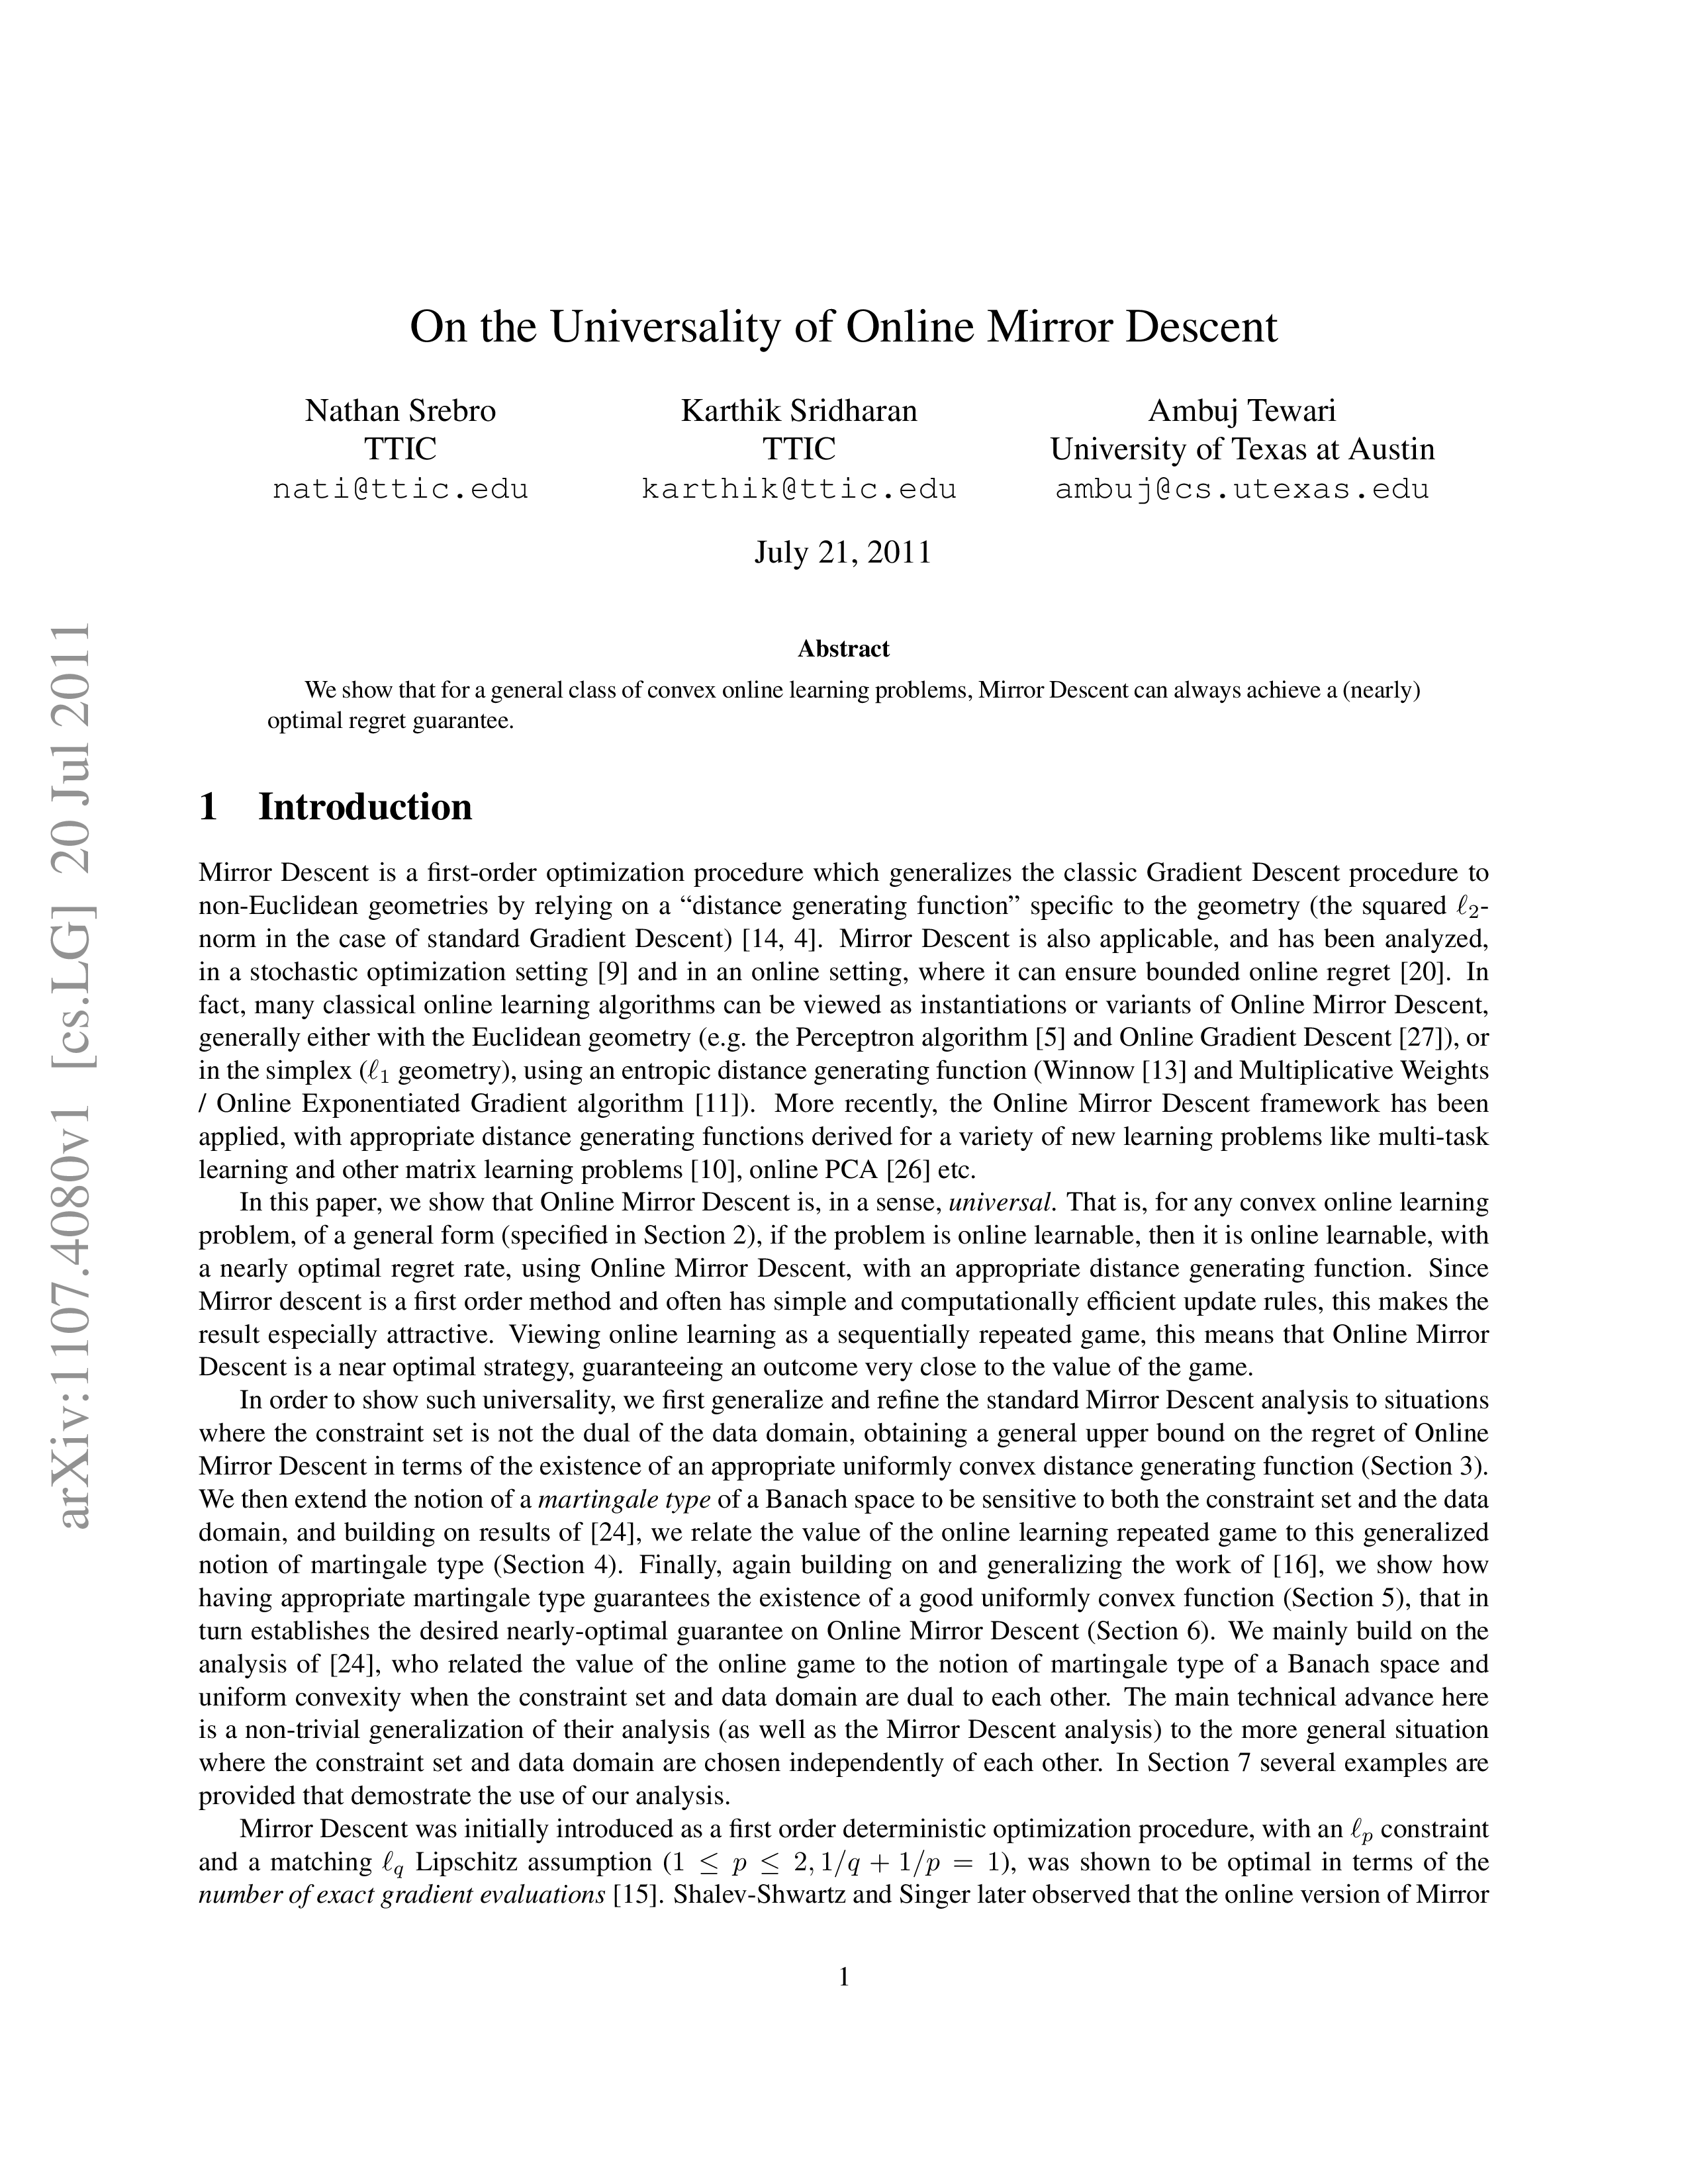 On the Universality of Online Mirror Descent
Nathan Srebro
TTIC
nati@ttic.edu
Karthik Sridharan
TTIC
karthik@ttic.edu
Ambuj Tewari
University of Texas at Austin
ambuj@cs.utexas.edu
July 21, 2011
Abstract
We show that for a general class of convex online learning problems, Mirror Descent can always achieve a (nearly)
optimal regret guarantee.
1 Introduction
Mirror Descent is a first-order optimization procedure which generalizes the classic Gradient Descent procedure to
non-Euclidean geometries by relying on a “distance generating function” specific to the geometry (the squared ℓ2-
norm in the case of standard Gradient Descent) [14, 4]. Mirror Descent is also applicable, and has been analyzed,
in a stochastic optimization setting [9] and in an online setting, where it can ensure bounded online regret [20]. In
fact, many classical online learning algorithms can be viewed as instantiations or variants of Online Mirror Descent,
generally either with the Euclidean geometry (e.g. the Perceptron algorithm [5] and Online Gradient Descent [27]), or
in the simplex (ℓ1 geometry), using an entropic distance generating function (Winnow [13] and Multiplicative Weights
/ Online Exponentiated Gradient algorithm [11]). More recently, the Online Mirror Descent framework has been
applied, with appropriate distance generating functions derived for a variety of new learning problems like multi-task
learning and other matrix learning problems [10], online PCA [26] etc.
In this paper, we show that Online Mirror Descent is, in a sense, universal. That is, for any convex online learning
problem, of a general form (specified in Section 2), if the problem is online learnable, then it is online learnable, with
a nearly optimal regret rate, using Online Mirror Descent, with an appropriate distance generating function. Since
Mirror descent is a first order method and often has simple and computationally efficient update rules, this makes the
result especially attractive. Viewing online learning as a sequentially repeated game, this means that Online Mirror
Descent is a near optimal strategy, guaranteeing an outcome very close to the value of the game.
In order to show such universality, we first generalize and refine the standard Mirror Descent analysis to situations
where the constraint set is not the dual of the data domain, obtaining a general upper bound on the regret of Online
Mirror Descent in terms of the existence of an appropriate uniformly convex distance generating function (Section 3).
We then extend the notion of a martingale type of a Banach space to be sensitive to both the constraint set and the data
domain, and building on results of [24], we relate the value of the online learning repeated game to this generalized
notion of martingale type (Section 4). Finally, again building on and generalizing the work of [16], we show how
having appropriate martingale type guarantees the existence of a good uniformly convex function (Section 5), that in
turn establishes the desired nearly-optimal guarantee on Online Mirror Descent (Section 6). We mainly build on the
analysis of [24], who related the value of the online game to the notion of martingale type of a Banach space and
uniform convexity when the constraint set and data domain are dual to each other. The main technical advance here
is a non-trivial generalization of their analysis (as well as the Mirror Descent analysis) to the more general situation
where the constraint set and data domain are chosen independently of each other. In Section 7 several examples are
provided that demostrate the use of our analysis.
Mirror Descent was initially introduced as a first order deterministic optimization procedure, with an ℓp constraint
and a matching ℓq Lipschitz assumption (1 ≤ p ≤ 2, 1/q + 1/p = 1), was shown to be optimal in terms of the
number of exact gradient evaluations [15]. Shalev-Shwartz and Singer later observed that the online version of Mirror
1
arXiv:1107.4080v1 [cs.LG] 20 Jul 2011